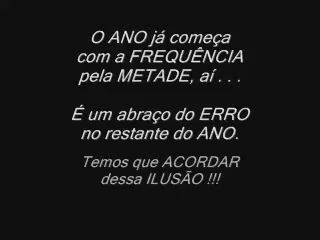 O ANO já começa
com a FREQUÊNCIA
pela METADE, aí . . .
É um abraço do ERRO
no restante do ANO.
Temos que ACORDAR
dessa ILUSÃO !!!